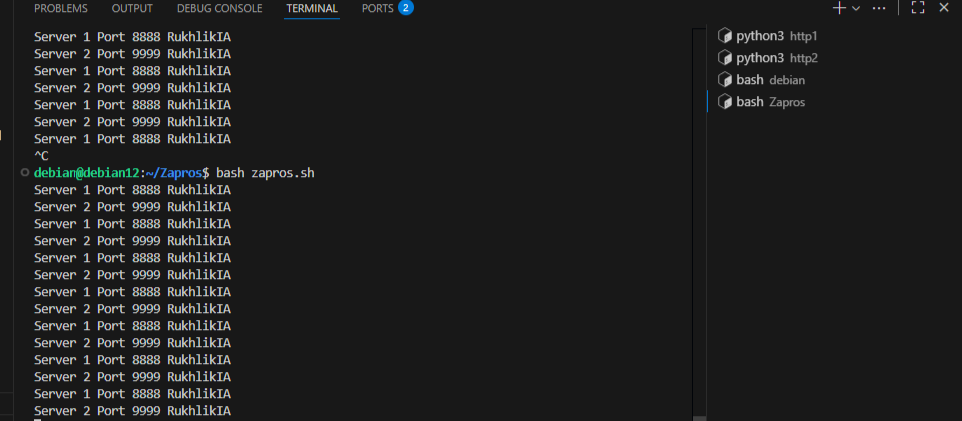 PROBLEMS OUTPUT DEBUG CONSOLE TERMINAL PORTS 2
Server 1 Port 8888 RukhlikIA
Server 2 Port 9999 RukhlikIA
Server 1 Port 8888 RukhlikIA
Server 2 Port 9999 RukhlikIA
Server 1 Port 8888 RukhlikIA
Server 2 Port 9999 RukhlikIA
Server 1 Port 8888 RukhlikIA
^C
debian@debian12:~/Zapros$ bash zapros.sh
Server 1 Port 8888 RukhlikIA
Server 2 Port 9999 RukhlikIA
Server 1 Port 8888 RukhlikIA
Server 2 Port 9999 RukhlikIA
Server 1 Port 8888 RukhlikIA
Server 2 Port 9999 RukhlikIA
Server 1 Port 8888 RukhlikIA
Server 2 Port 9999 RukhlikIA
Server 1 Port 8888 RukhlikIA
Server 2 Port 9999 RukhlikIA
Server 1 Port 8888 RukhlikIA
Server 2 Port 9999 RukhlikIA
Server 1 Port 8888 RukhlikIA
Server 2 Port 9999 RukhlikIA
python3 http1
python3 http2
bash debian
bash Zapros